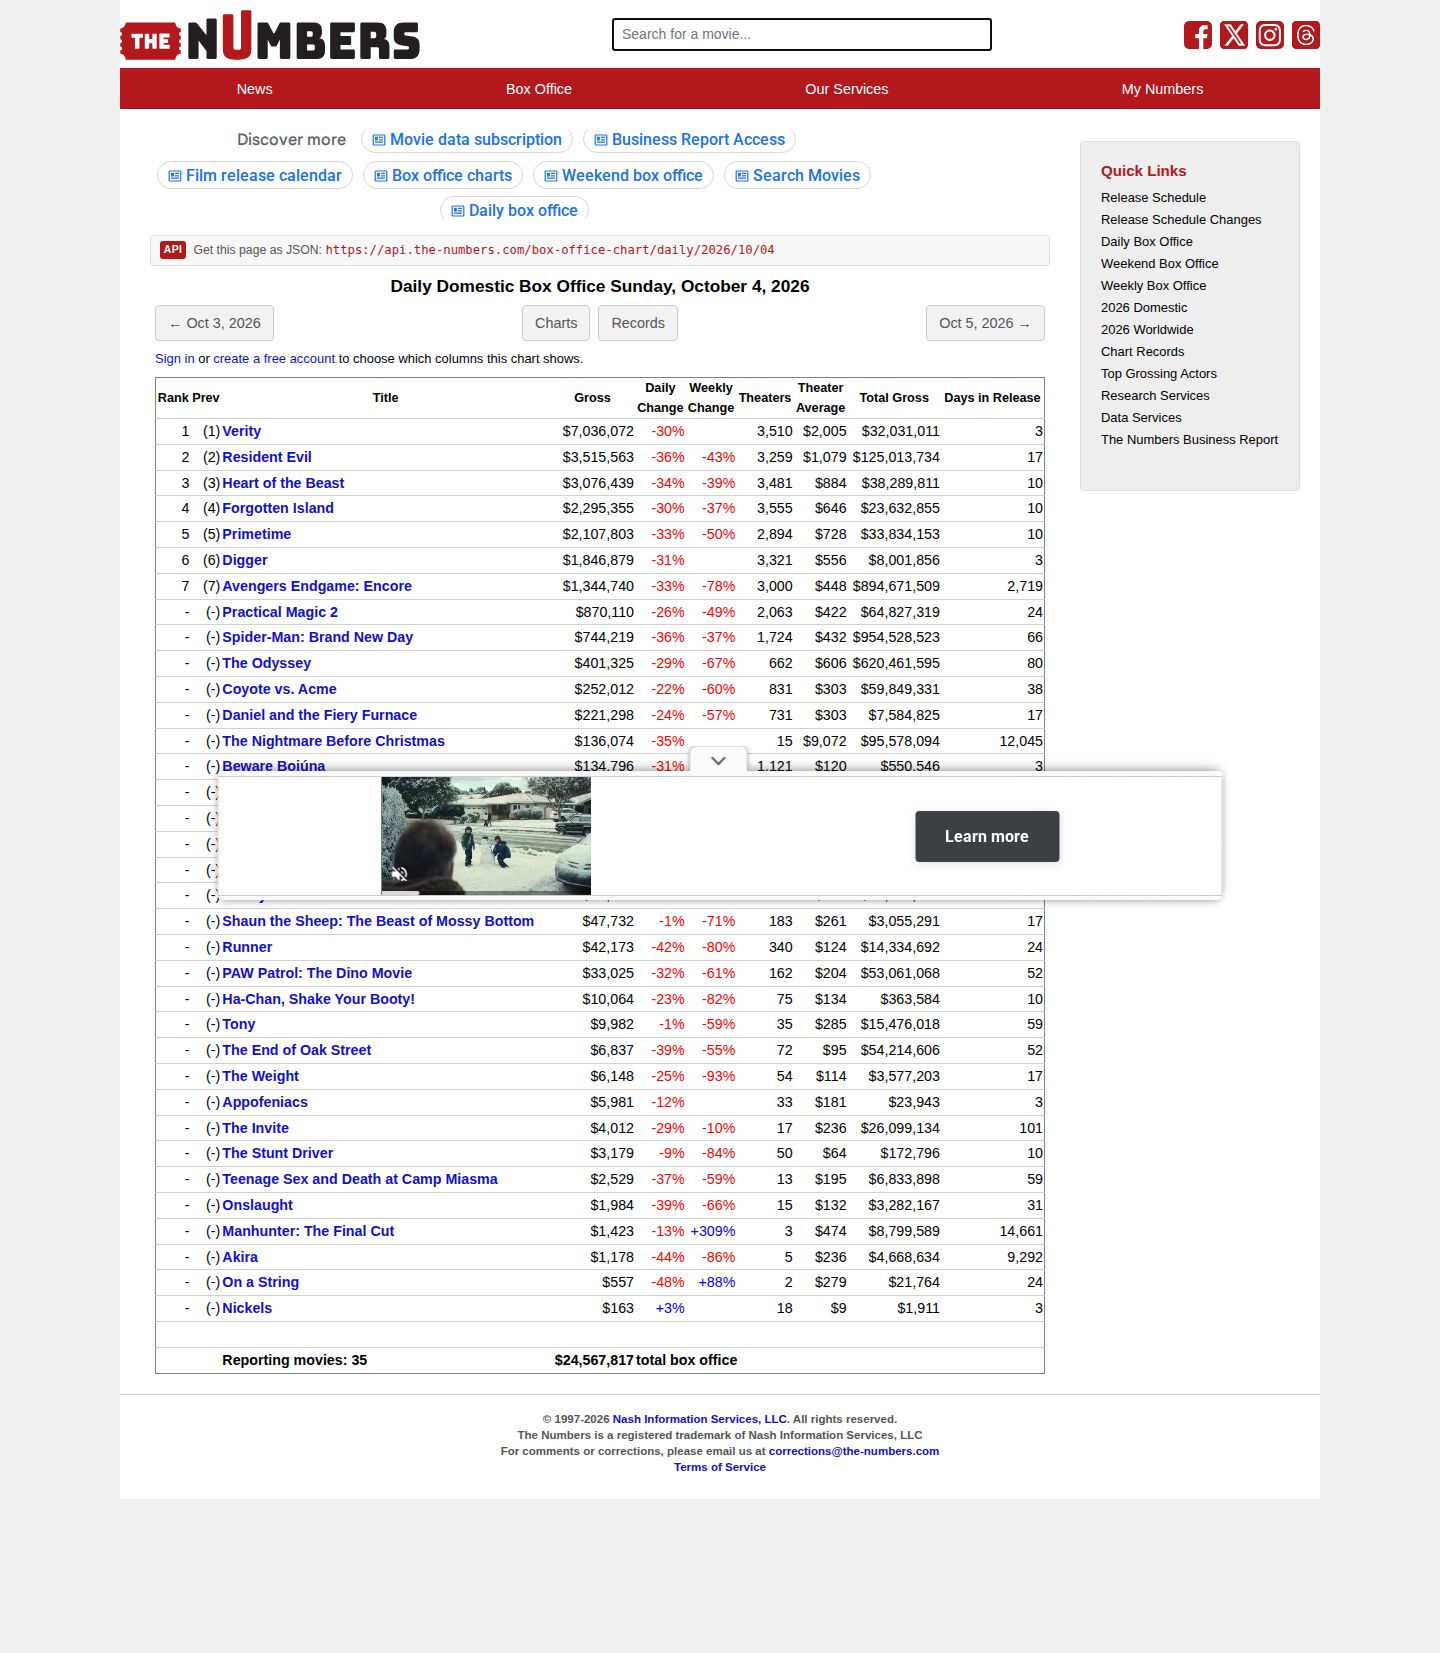 THE NUMBERS
Search for a movie...
News Box Office Our Services My Numbers
Discover more Movie data subscription Business Report Access
Film release calendar Box office charts Weekend box office Search Movies
Daily box office
API Get this page as JSON: https://api.the-numbers.com/box-office-chart/daily/2026/10/04
Daily Domestic Box Office Sunday, October 4, 2026
← Oct 3, 2026 Charts Records Oct 5, 2026 →
Sign in or create a free account to choose which columns this chart shows.
Rank Prev Title Gross Daily Change Weekly Change Theaters Theater Average Total Gross Days in Release
1 (1) Verity $7,036,072 -30% 3,510 $2,005 $32,031,011 3
2 (2) Resident Evil $3,515,563 -36% -43% 3,259 $1,079 $125,013,734 17
3 (3) Heart of the Beast $3,076,439 -34% -39% 3,481 $884 $38,289,811 10
4 (4) Forgotten Island $2,295,355 -30% -37% 3,555 $646 $23,632,855 10
5 (5) Primetime $2,107,803 -33% -50% 2,894 $728 $33,834,153 10
6 (6) Digger $1,846,879 -31% 3,321 $556 $8,001,856 3
7 (7) Avengers Endgame: Encore $1,344,740 -33% -78% 3,000 $448 $894,671,509 2,719
- (-) Practical Magic 2 $870,110 -26% -49% 2,063 $422 $64,827,319 24
- (-) Spider-Man: Brand New Day $744,219 -36% -37% 1,724 $432 $954,528,523 66
- (-) The Odyssey $401,325 -29% -67% 662 $606 $620,461,595 80
- (-) Coyote vs. Acme $252,012 -22% -60% 831 $303 $59,849,331 38
- (-) Daniel and the Fiery Furnace $221,298 -24% -57% 731 $303 $7,584,825 17
- (-) The Nightmare Before Christmas $136,074 -35% 15 $9,072 $95,578,094 12,045
- (-) Beware Boiúna $134,796 -31% 1,121 $120 $550,546 3
- (-)
- (-)
- (-)
- (-)
- (-)
Learn more
- (-) Shaun the Sheep: The Beast of Mossy Bottom $47,732 -1% -71% 183 $261 $3,055,291 17
- (-) Runner $42,173 -42% -80% 340 $124 $14,334,692 24
- (-) PAW Patrol: The Dino Movie $33,025 -32% -61% 162 $204 $53,061,068 52
- (-) Ha-Chan, Shake Your Booty! $10,064 -23% -82% 75 $134 $363,584 10
- (-) Tony $9,982 -1% -59% 35 $285 $15,476,018 59
- (-) The End of Oak Street $6,837 -39% -55% 72 $95 $54,214,606 52
- (-) The Weight $6,148 -25% -93% 54 $114 $3,577,203 17
- (-) Appofeniacs $5,981 -12% 33 $181 $23,943 3
- (-) The Invite $4,012 -29% -10% 17 $236 $26,099,134 101
- (-) The Stunt Driver $3,179 -9% -84% 50 $64 $172,796 10
- (-) Teenage Sex and Death at Camp Miasma $2,529 -37% -59% 13 $195 $6,833,898 59
- (-) Onslaught $1,984 -39% -66% 15 $132 $3,282,167 31
- (-) Manhunter: The Final Cut $1,423 -13% +309% 3 $474 $8,799,589 14,661
- (-) Akira $1,178 -44% -86% 5 $236 $4,668,634 9,292
- (-) On a String $557 -48% +88% 2 $279 $21,764 24
- (-) Nickels $163 +3% 18 $9 $1,911 3
Reporting movies: 35 $24,567,817 total box office
Quick Links
Release Schedule
Release Schedule Changes
Daily Box Office
Weekend Box Office
Weekly Box Office
2026 Domestic
2026 Worldwide
Chart Records
Top Grossing Actors
Research Services
Data Services
The Numbers Business Report
© 1997-2026 Nash Information Services, LLC. All rights reserved.
The Numbers is a registered trademark of Nash Information Services, LLC
For comments or corrections, please email us at corrections@the-numbers.com
Terms of Service